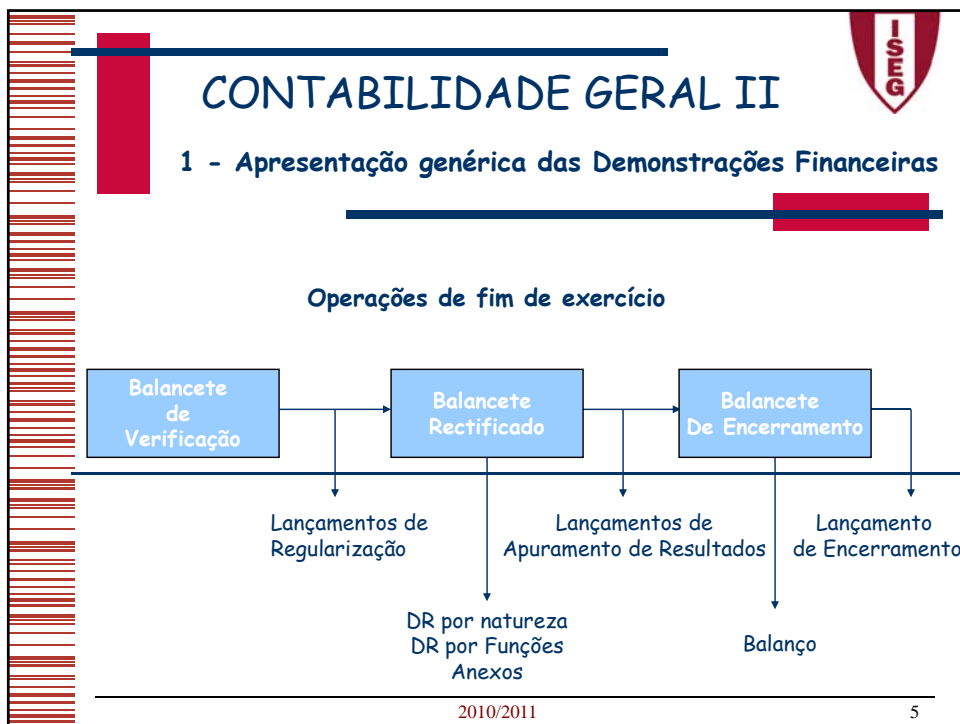 CONTABILIDADE GERAL II
ISEG
1 - Apresentação genérica das Demonstrações Financeiras
Operações de fim de exercício
Balancete
de
Verificação
Balancete
Rectificado
Balancete
De Encerramento
Lançamentos de
Regularização
Lançamentos de
Apuramento de Resultados
Lançamento
de Encerramento
DR por natureza
DR por Funções
Anexos
Balanço
2010/2011
5